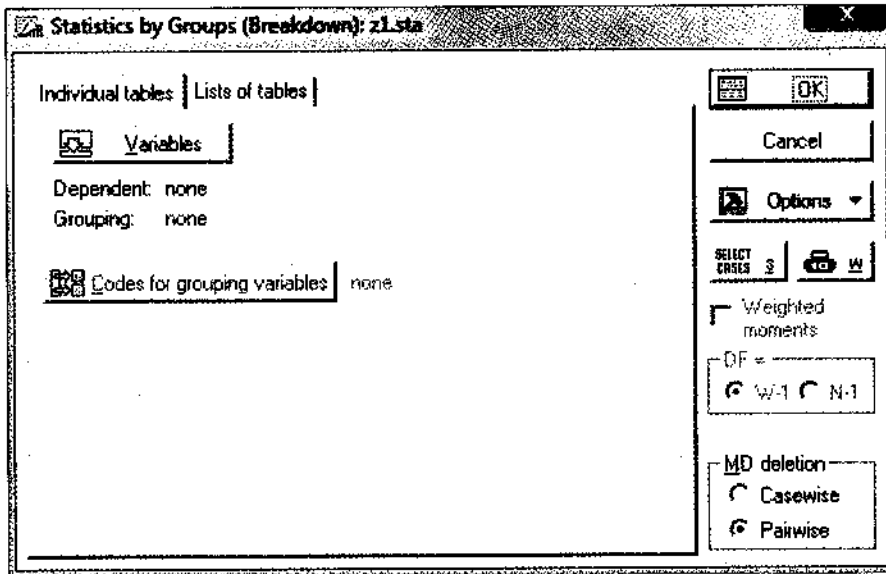 Statistics by Groups (Breakdown): z1.sta
X
Individual tables
Lists of tables
Variables
Dependent: none
Grouping: none
Codes for grouping variables
none
OK
Cancel
Options
SELECT CASES S
W
Weighted
moments
DF =
W-1 N-1
MD deletion
Casewise
Pairwise